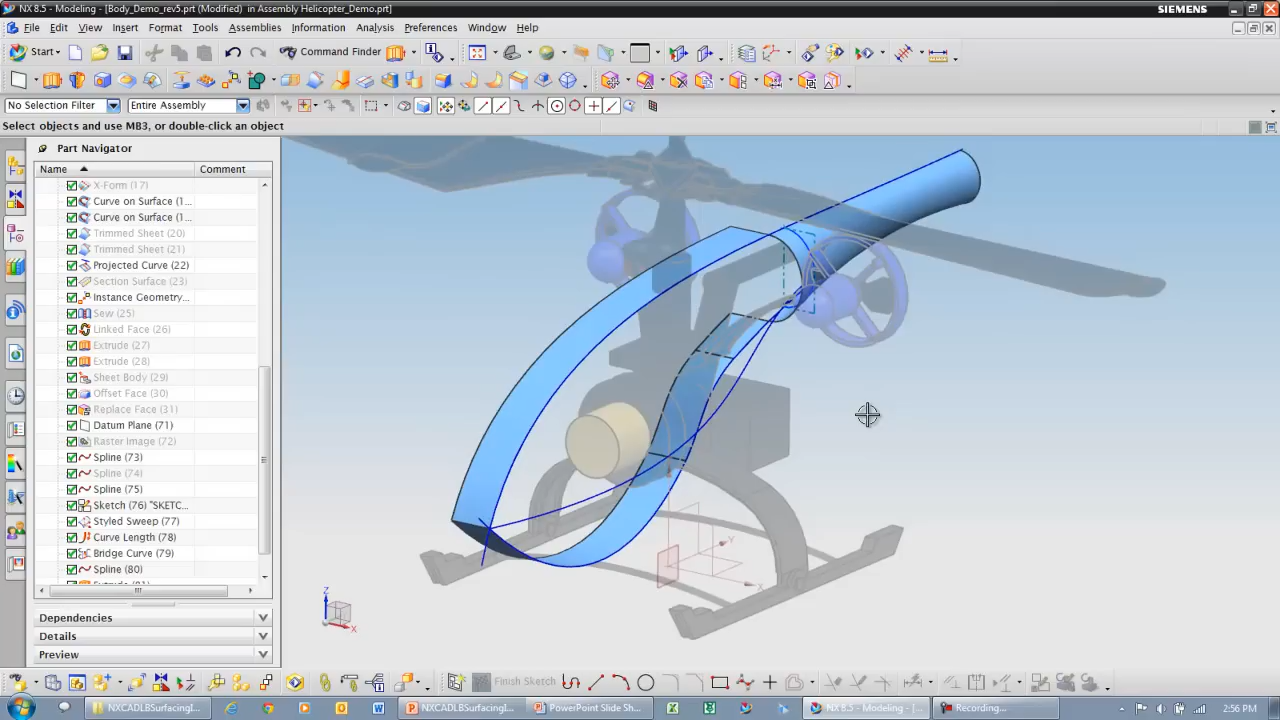 NX 8.5 - Modeling - [Body_Demo_rev5.prt (Modified) in Assembly Helicopter_Demo.prt]
SIEMENS
File Edit View Insert Format Tools Assemblies Information Analysis Preferences Window Help
Start Command Finder
No Selection Filter Entire Assembly
Select objects and use MB3, or double-click an object
Part Navigator
Name Comment
X-Form (17)
Curve on Surface (1...
Curve on Surface (1...
Trimmed Sheet (20)
Trimmed Sheet (21)
Projected Curve (22)
Section Surface (23)
Instance Geometry...
Sew (25)
Linked Face (26)
Extrude (27)
Extrude (28)
Sheet Body (29)
Offset Face (30)
Replace Face (31)
Datum Plane (71)
Raster Image (72)
Spline (73)
Spline (74)
Spline (75)
Sketch (76) "SKETC...
Styled Sweep (77)
Curve Length (78)
Bridge Curve (79)
Spline (80)
Dependencies
Details
Preview
Z
X
Y
X
Finish Sketch
NXCADLBSurfacingI...
NXCADLBSurfacingI...
PowerPoint Slide Sh...
NX 8.5 - Modeling - [...
Recording...
2:56 PM